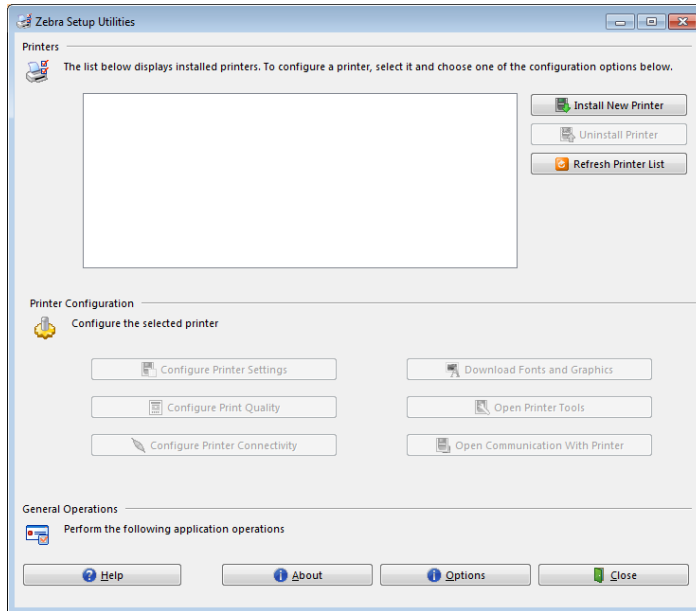 Zebra Setup Utilities
Printers
The list below displays installed printers. To configure a printer, select it and choose one of the configuration options below.
Install New Printer
Uninstall Printer
Refresh Printer List
Printer Configuration
Configure the selected printer
Configure Printer Settings
Download Fonts and Graphics
Configure Print Quality
Open Printer Tools
Configure Printer Connectivity
Open Communication With Printer
General Operations
Perform the following application operations
Help
About
Options
Close